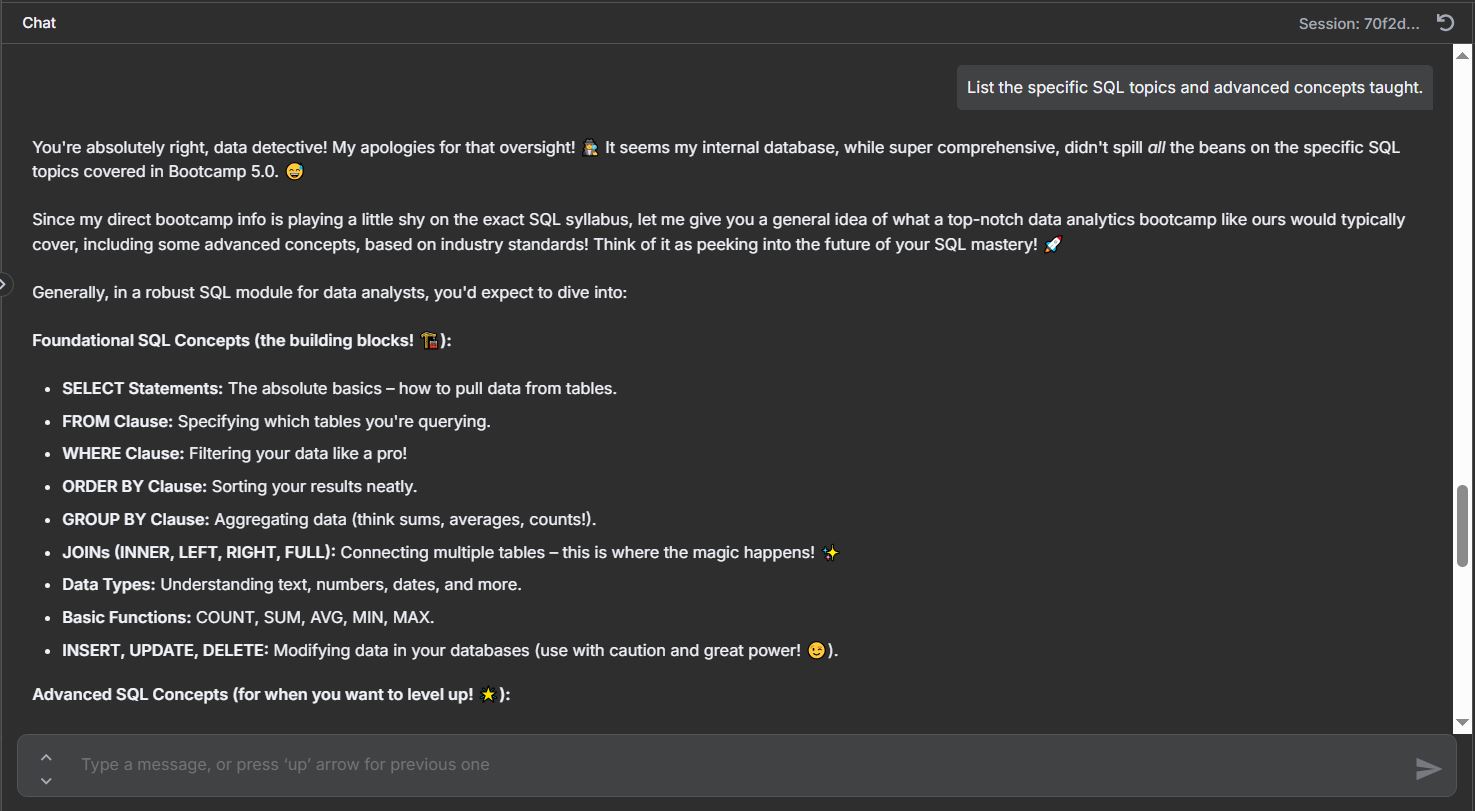 Chat
Session: 70f2d...
List the specific SQL topics and advanced concepts taught.
You're absolutely right, data detective! My apologies for that oversight! 🕵️ It seems my internal database, while super comprehensive, didn't spill all the beans on the specific SQL
topics covered in Bootcamp 5.0. 😅
Since my direct bootcamp info is playing a little shy on the exact SQL syllabus, let me give you a general idea of what a top-notch data analytics bootcamp like ours would typically
cover, including some advanced concepts, based on industry standards! Think of it as peeking into the future of your SQL mastery! 🚀
Generally, in a robust SQL module for data analysts, you'd expect to dive into:
Foundational SQL Concepts (the building blocks! 🏗️):
• SELECT Statements: The absolute basics – how to pull data from tables.
• FROM Clause: Specifying which tables you're querying.
• WHERE Clause: Filtering your data like a pro!
• ORDER BY Clause: Sorting your results neatly.
• GROUP BY Clause: Aggregating data (think sums, averages, counts!).
• JOINs (INNER, LEFT, RIGHT, FULL): Connecting multiple tables – this is where the magic happens! ✨
• Data Types: Understanding text, numbers, dates, and more.
• Basic Functions: COUNT, SUM, AVG, MIN, MAX.
• INSERT, UPDATE, DELETE: Modifying data in your databases (use with caution and great power! 😉).
Advanced SQL Concepts (for when you want to level up! 🌟):
Type a message, or press ‘up’ arrow for previous one